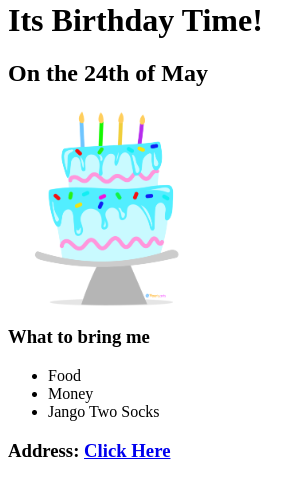 Its Birthday Time!
On the 24th of May
What to bring me
Food
Money
Jango Two Socks
Address: Click Here